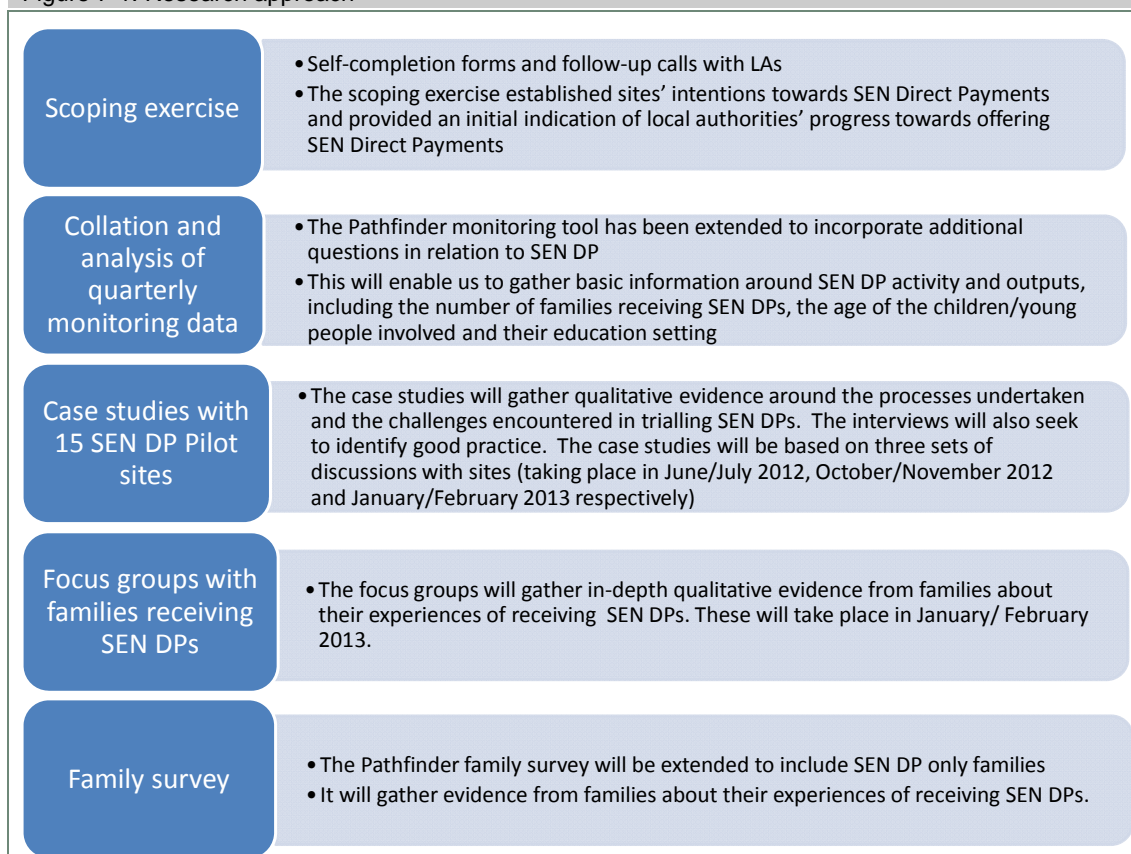 Scoping exercise
• Self-completion forms and follow-up calls with LAs
• The scoping exercise established sites' intentions towards SEN Direct Payments
and provided an initial indication of local authorities' progress towards offering
SEN Direct Payments
Collation and
analysis of
quarterly
monitoring data
• The Pathfinder monitoring tool has been extended to incorporate additional
questions in relation to SEN DP
• This will enable us to gather basic information around SEN DP activity and outputs,
including the number of families receiving SEN DPs, the age of the children/young
people involved and their education setting
Case studies with
15 SEN DP Pilot
sites
• The case studies will gather qualitative evidence around the processes undertaken
and the challenges encountered in trialling SEN DPs.  The interviews will also seek
to identify good practice.  The case studies will be based on three sets of
discussions with sites (taking place in June/July 2012, October/November 2012
and January/February 2013 respectively)
Focus groups with
families receiving
SEN DPs
• The focus groups will gather in-depth qualitative evidence from families about
their experiences of receiving  SEN DPs. These will take place in January/ February
2013.
Family survey
• The Pathfinder family survey will be extended to include SEN DP only families
• It will gather evidence from families about their experiences of receiving SEN DPs.